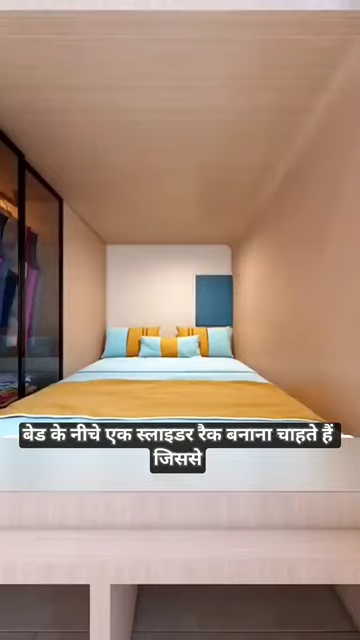 बेड के नीचे एक स्लाइडर रैक बनाना चाहते हैं
जिससे